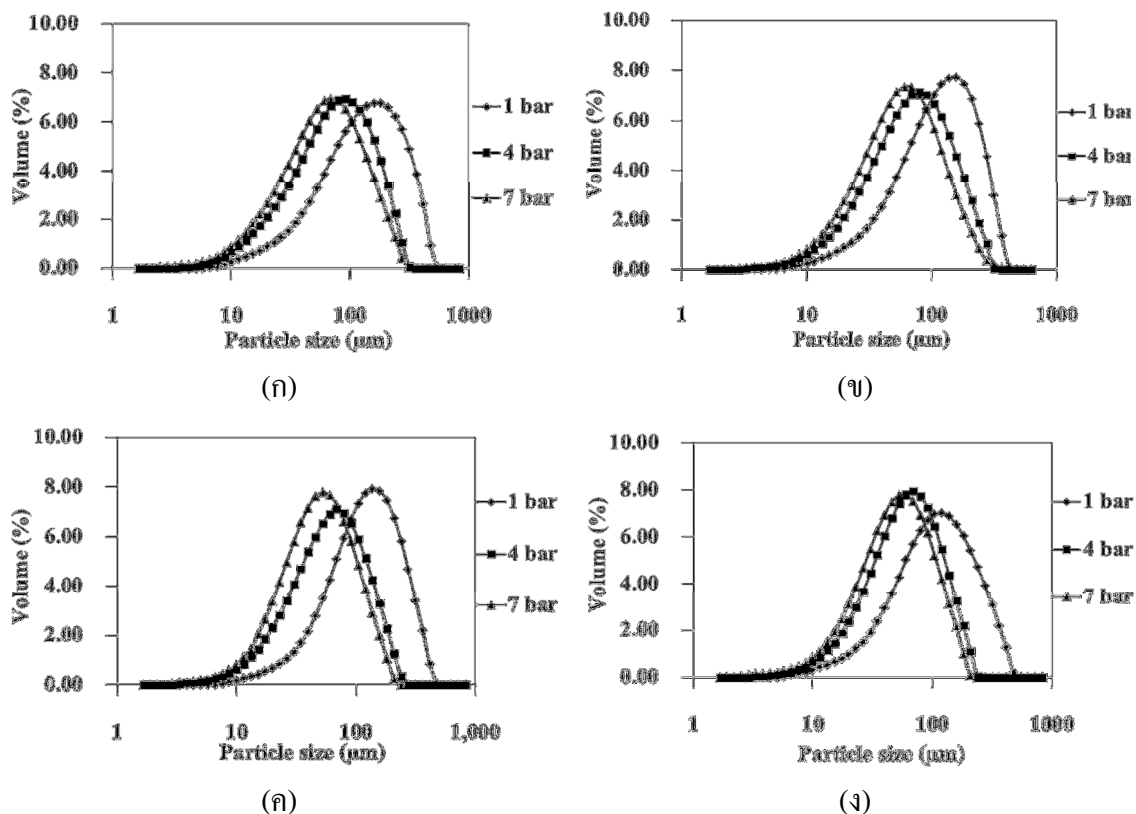 10.00
8.00
6.00
4.00
2.00
0.00
Volume (%)
1 10 100 1000
Particle size (µm)
1 bar
4 bar
7 bar
(ก)
10.00
8.00
6.00
4.00
2.00
0.00
Volume (%)
1 10 100 1000
Particle size (µm)
1 bar
4 bar
7 bar
(ข)
10.00
8.00
6.00
4.00
2.00
0.00
Volume (%)
1 10 100 1,000
Particle size (µm)
1 bar
4 bar
7 bar
(ค)
10.00
8.00
6.00
4.00
2.00
0.00
Volume (%)
1 10 100 1000
Particle size (µm)
1 bar
4 bar
7 bar
(ง)